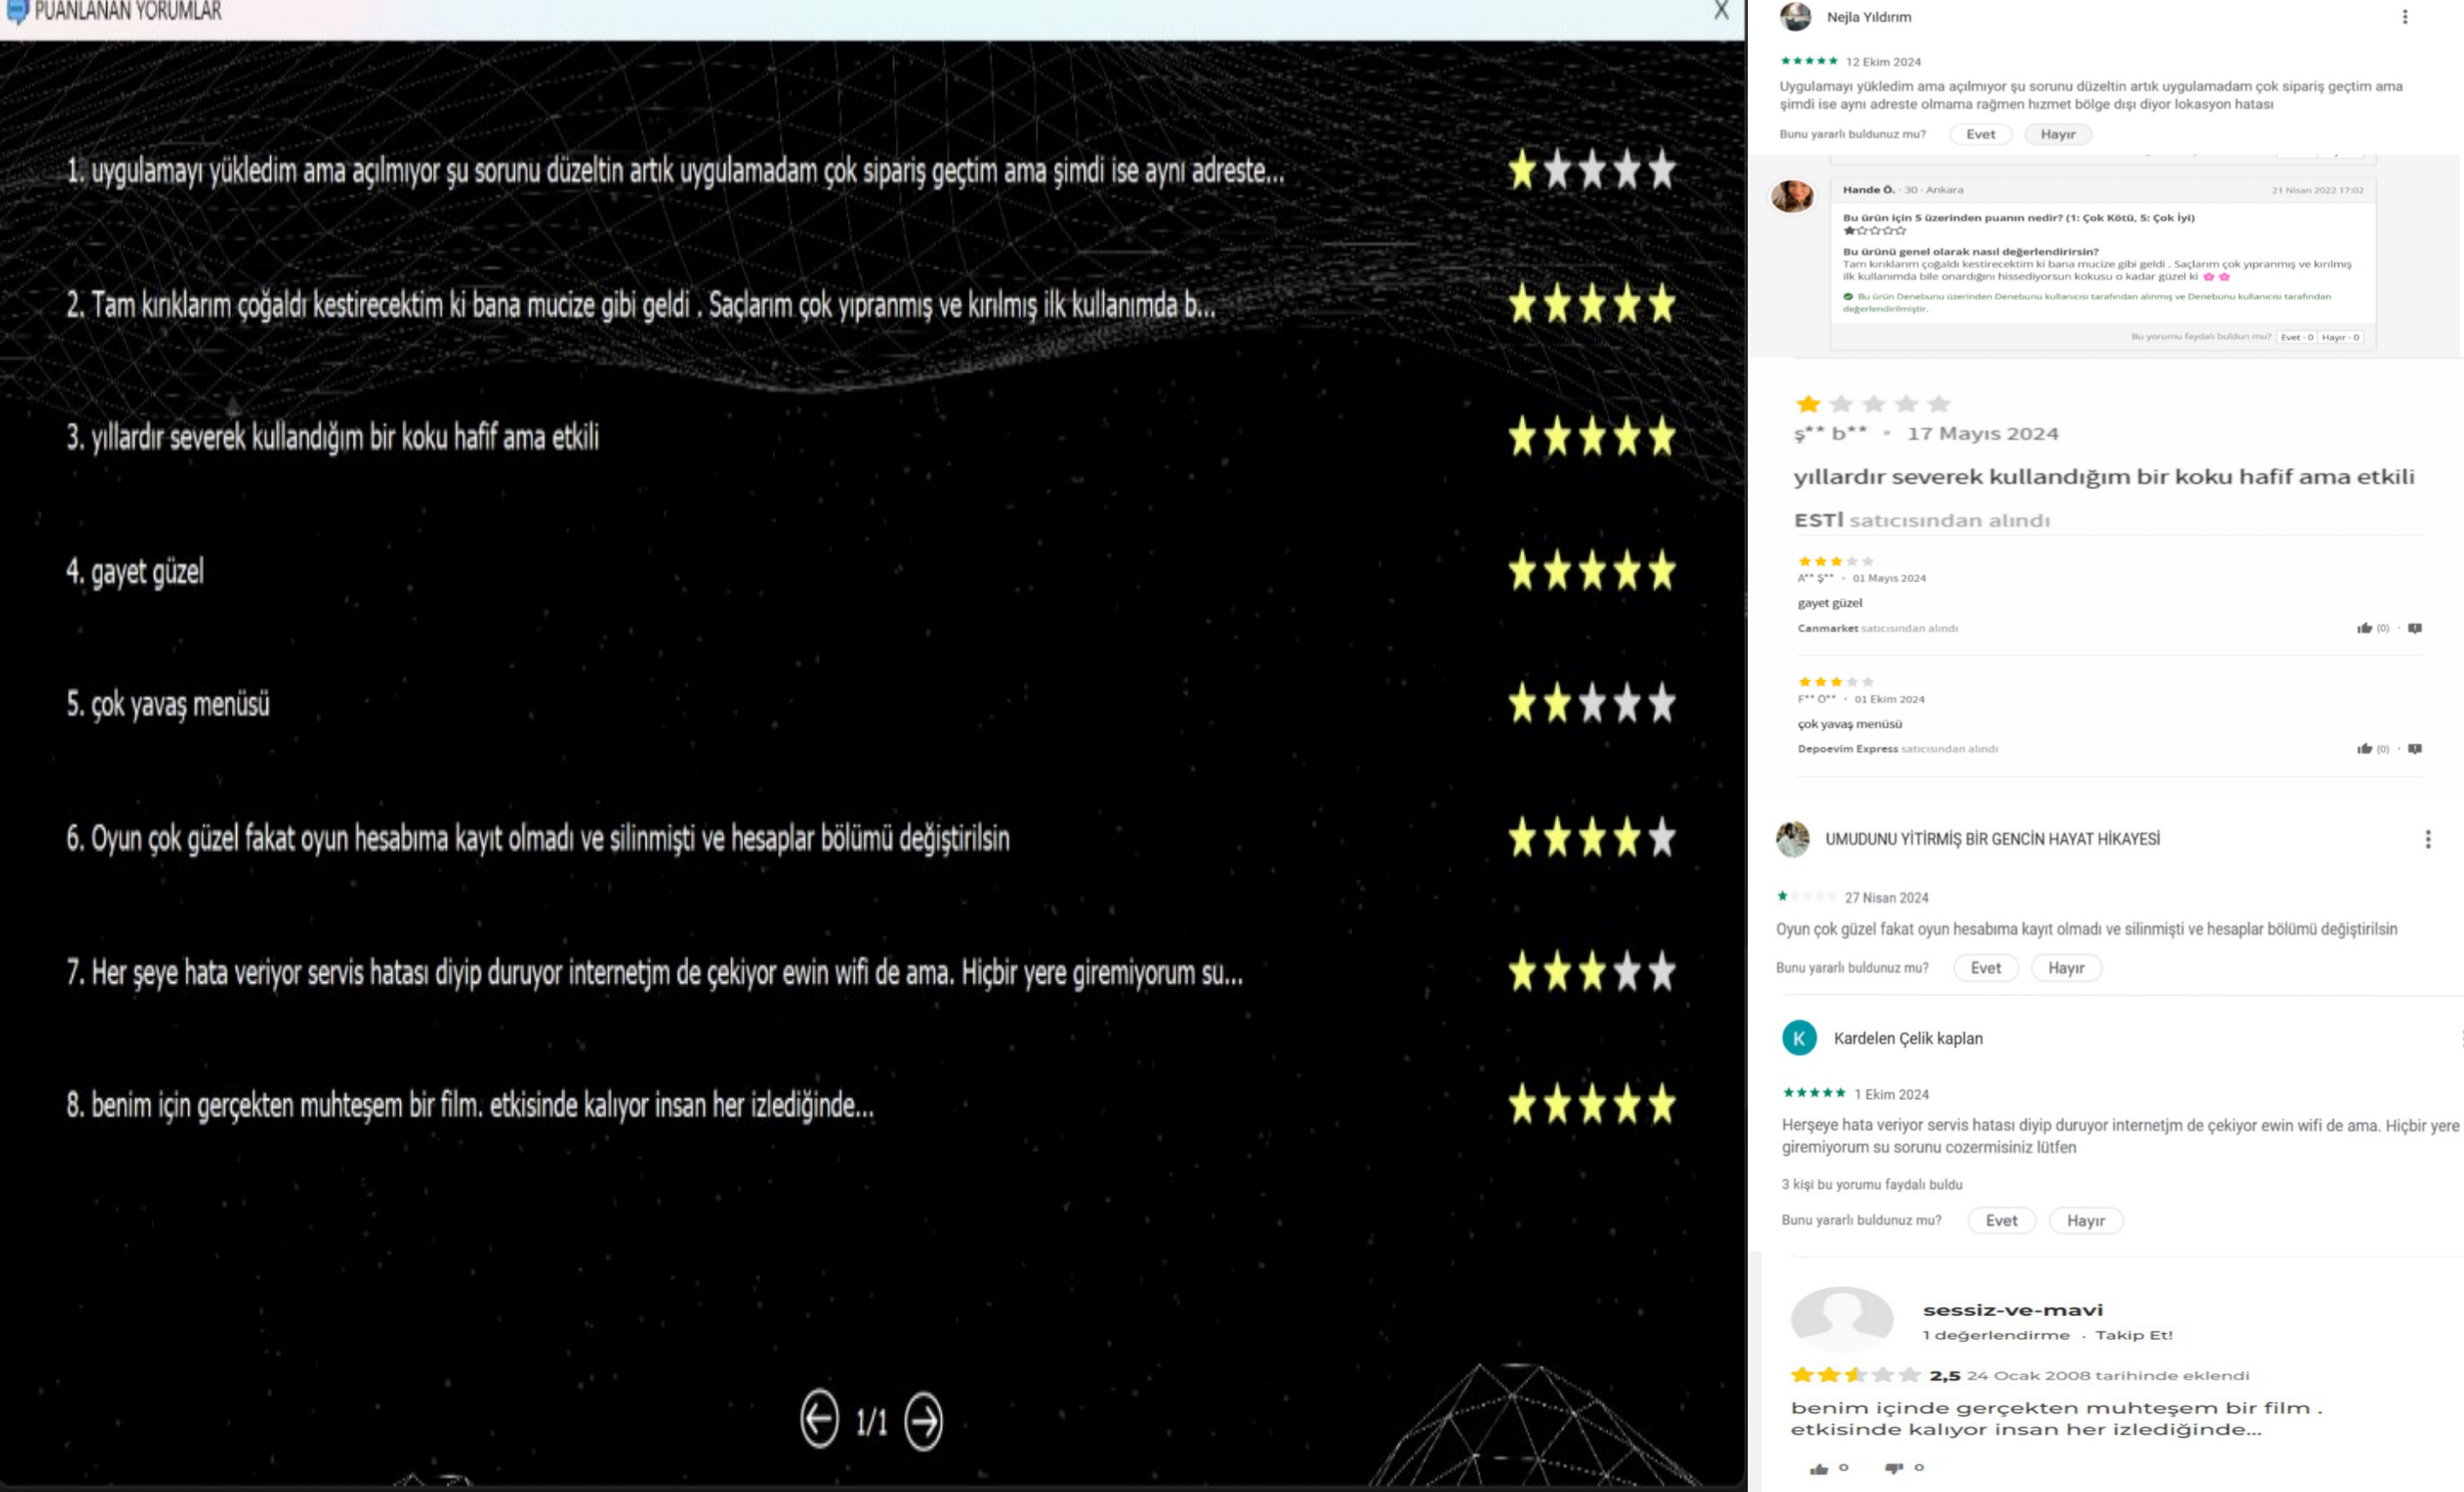 PUANLANAN YORUMLAR
X
1. uygulamayı yükledim ama açılmıyor şu sorunu düzeltin artık uygulamadam çok sipariş geçtim ama şimdi ise aynı adreste...
2. Tam kırıklarım çoğaldı kestirecektim ki bana mucize gibi geldi . Saçlarım çok yıpranmış ve kırılmış ilk kullanımda b...
3. yıllardır severek kullandığım bir koku hafif ama etkili
4. gayet güzel
5. çok yavaş menüsü
6. Oyun çok güzel fakat oyun hesabıma kayıt olmadı ve silinmişti ve hesaplar bölümü değiştirilsin
7. Her şeye hata veriyor servis hatası diyip duruyor internetjm de çekiyor ewin wifi de ama. Hiçbir yere giremiyorum su...
8. benim için gerçekten muhteşem bir film. etkisinde kalıyor insan her izlediğinde...
1/1
Nejla Yıldırım
12 Ekim 2024
Uygulamayı yükledim ama açılmıyor şu sorunu düzeltin artık uygulamadam çok sipariş geçtim ama
şimdi ise aynı adreste olmama rağmen hızmet bölge dışı diyor lokasyon hatası
Bunu yararlı buldunuz mu? Evet Hayır
Hande Ö. · 30 · Ankara 21 Nisan 2022 17:02
Bu ürün için 5 üzerinden puanın nedir? (1: Çok Kötü, 5: Çok İyi)
Bu ürünü genel olarak nasıl değerlendirirsin?
Tam kırıklarım çoğaldı kestirecektim ki bana mucize gibi geldi . Saçlarım çok yıpranmış ve kırılmış
ilk kullanımda bile onardığını hissediyorsun kokusu o kadar güzel ki 🌸 🌸
Bu ürün Denebunu üzerinden Denebunu kullanıcısı tarafından alınmış ve Denebunu kullanıcısı tarafından
değerlendirilmiştir.
Bu yorumu faydalı buldun mu? Evet · 0 Hayır · 0
ş** b** • 17 Mayıs 2024
yıllardır severek kullandığım bir koku hafif ama etkili
ESTİ satıcısından alındı
A** Ş** • 01 Mayıs 2024
gayet güzel
Canmarket satıcısından alındı (0)
F** O** • 01 Ekim 2024
çok yavaş menüsü
Depoevim Express satıcısından alındı (0)
UMUDUNU YİTİRMİŞ BİR GENCİN HAYAT HİKAYESİ
27 Nisan 2024
Oyun çok güzel fakat oyun hesabıma kayıt olmadı ve silinmişti ve hesaplar bölümü değiştirilsin
Bunu yararlı buldunuz mu? Evet Hayır
K Kardelen Çelik kaplan
1 Ekim 2024
Herşeye hata veriyor servis hatası diyip duruyor internetjm de çekiyor ewin wifi de ama. Hiçbir yere
giremiyorum su sorunu cozermisiniz lütfen
3 kişi bu yorumu faydalı buldu
Bunu yararlı buldunuz mu? Evet Hayır
sessiz-ve-mavi
1 değerlendirme · Takip Et!
2,5 24 Ocak 2008 tarihinde eklendi
benim içinde gerçekten muhteşem bir film .
etkisinde kalıyor insan her izlediğinde...
0 0